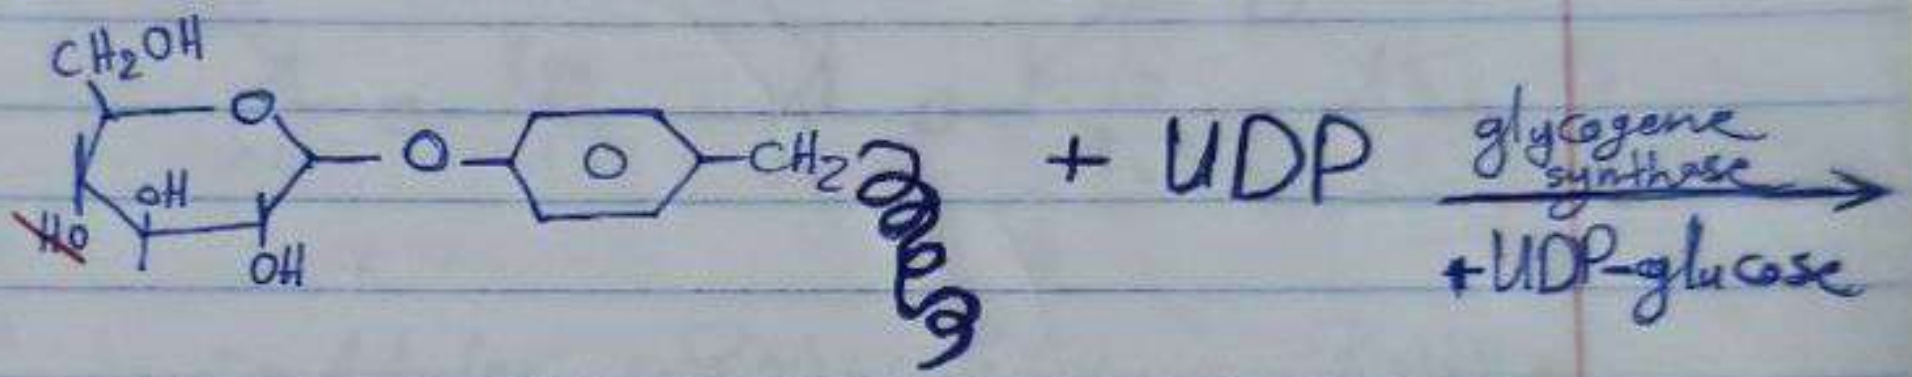 CH2OH
O
O
O
CH2
+ UDP
glycogene
synthase
OH
Ho
OH
+UDP-glucose